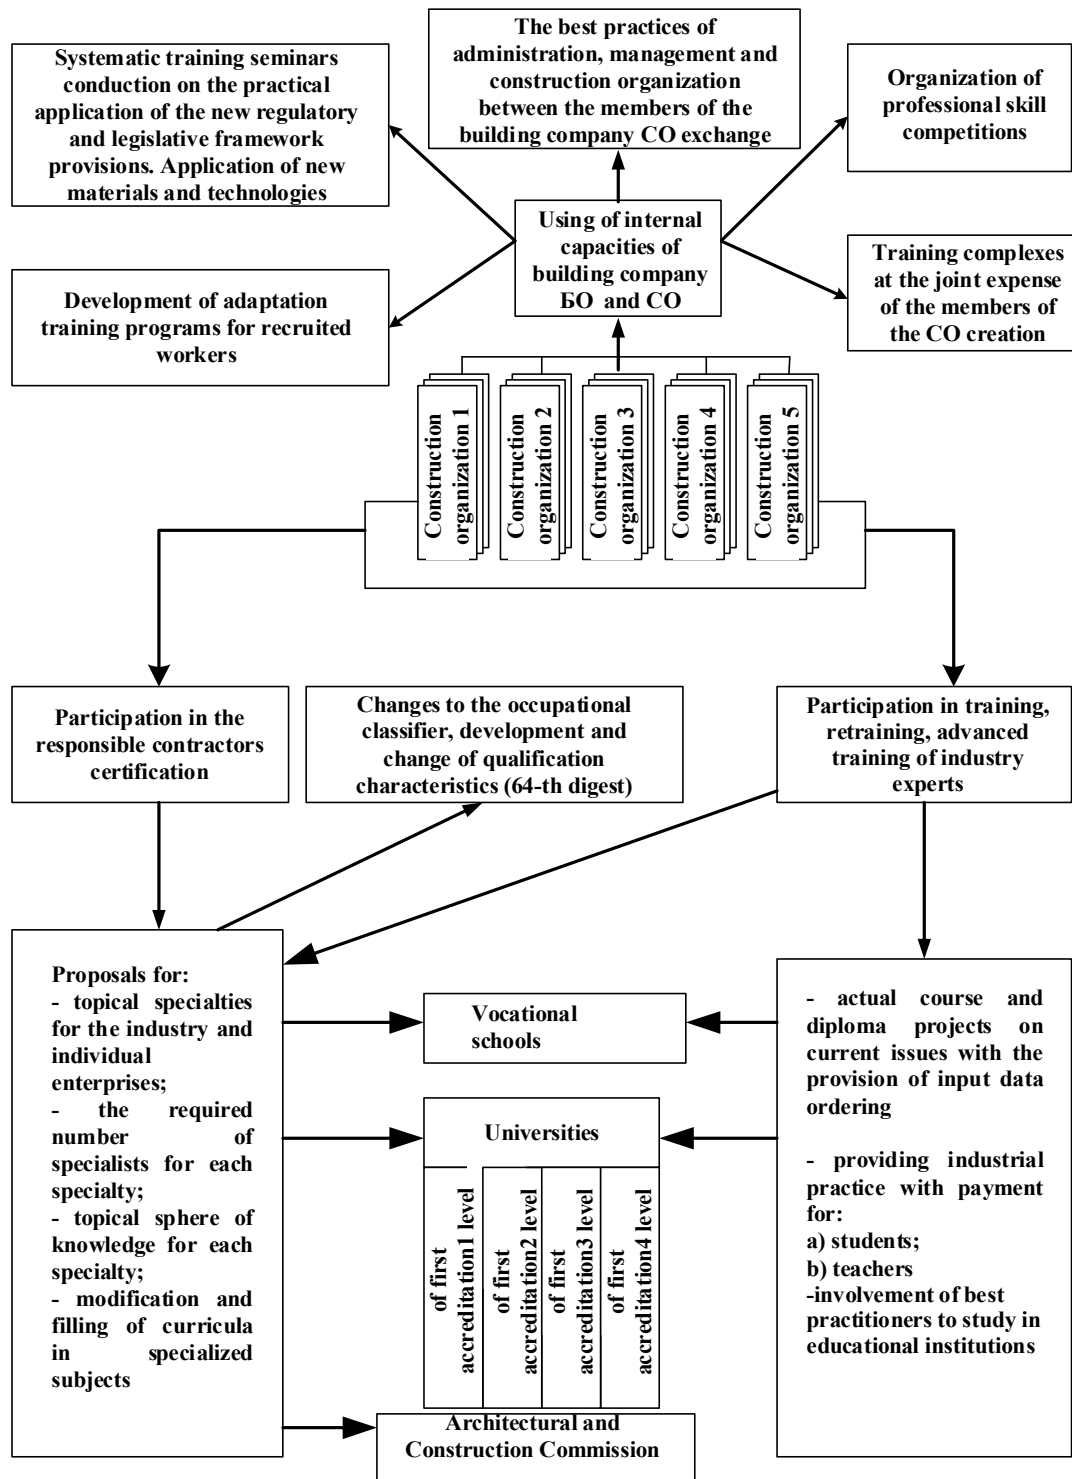 Systematic training seminars
conduction on the practical
application of the new regulatory
and legislative framework
provisions. Application of new
materials and technologies
The best practices of
administration, management and
construction organization
between the members of the
building company CO exchange
Organization of
professional skill
competitions
Using of internal
capacities of
building company
БО and CO
Development of adaptation
training programs for recruited
workers
Training complexes
at the joint expense
of the members of
the CO creation
Construction
organization 1
Construction
organization 2
Construction
organization 3
Construction
organization 4
Construction
organization 5
Participation in the
responsible contractors
certification
Changes to the occupational
classifier, development and
change of qualification
characteristics (64-th digest)
Participation in training,
retraining, advanced
training of industry
experts
Proposals for:
- topical specialties
for the industry and
individual
enterprises;
- the required
number of
specialists for each
specialty;
- topical sphere of
knowledge for each
specialty;
- modification and
filling of curricula
in specialized
subjects
Vocational
schools
Universities
of first
accreditation1 level
of first
accreditation2 level
of first
accreditation3 level
of first
accreditation4 level
Architectural and
Construction Commission
- actual course and
diploma projects on
current issues with the
provision of input data
ordering
- providing industrial
practice with payment
for:
a) students;
b) teachers
-involvement of best
practitioners to study in
educational institutions